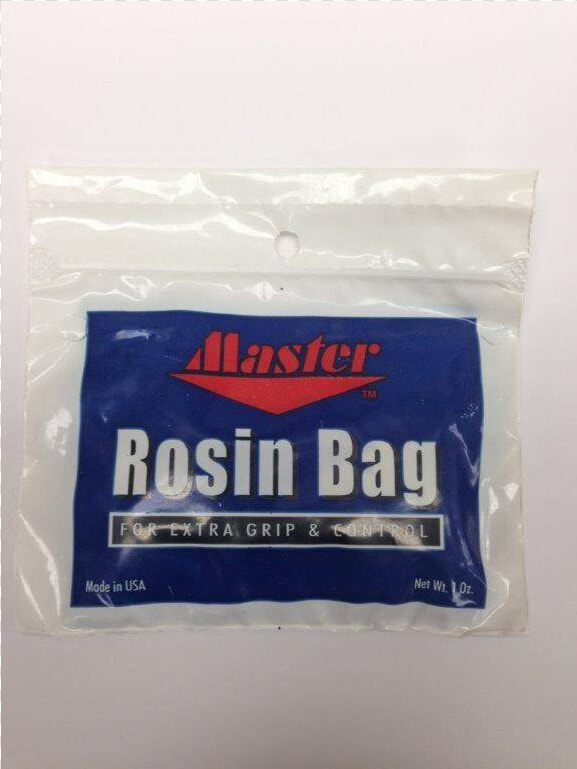 Master
TM
Rosin Bag
FOR EXTRA GRIP & CONTROL
Made in USA
Net Wt. 1 Oz.